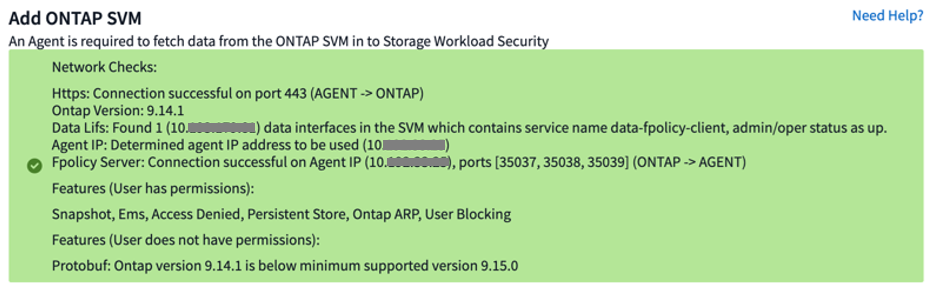 Add ONTAP SVM
Need Help?
An Agent is required to fetch data from the ONTAP SVM in to Storage Workload Security
Network Checks:
Https: Connection successful on port 443 (AGENT -> ONTAP)
Ontap Version: 9.14.1
Data Lifs: Found 1 (10.) data interfaces in the SVM which contains service name data-fpolicy-client, admin/oper status as up.
Agent IP: Determined agent IP address to be used (10.)
Fpolicy Server: Connection successful on Agent IP (10.), ports [35037, 35038, 35039] (ONTAP -> AGENT)
Features (User has permissions):
Snapshot, Ems, Access Denied, Persistent Store, Ontap ARP, User Blocking
Features (User does not have permissions):
Protobuf: Ontap version 9.14.1 is below minimum supported version 9.15.0